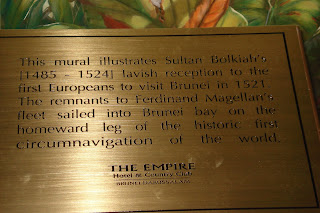 This mural illustrates Sultan Bolkiah's
[1485 - 1524] lavish reception to the
first Europeans to visit Brunei in 1521.
The remnants to Ferdinand Magellan's
fleet sailed into Brunei bay on the
homeward leg of the historic first
circumnavigation of the world.
THE EMPIRE
Hotel & Country Club
BRUNEI DARUSSALAM